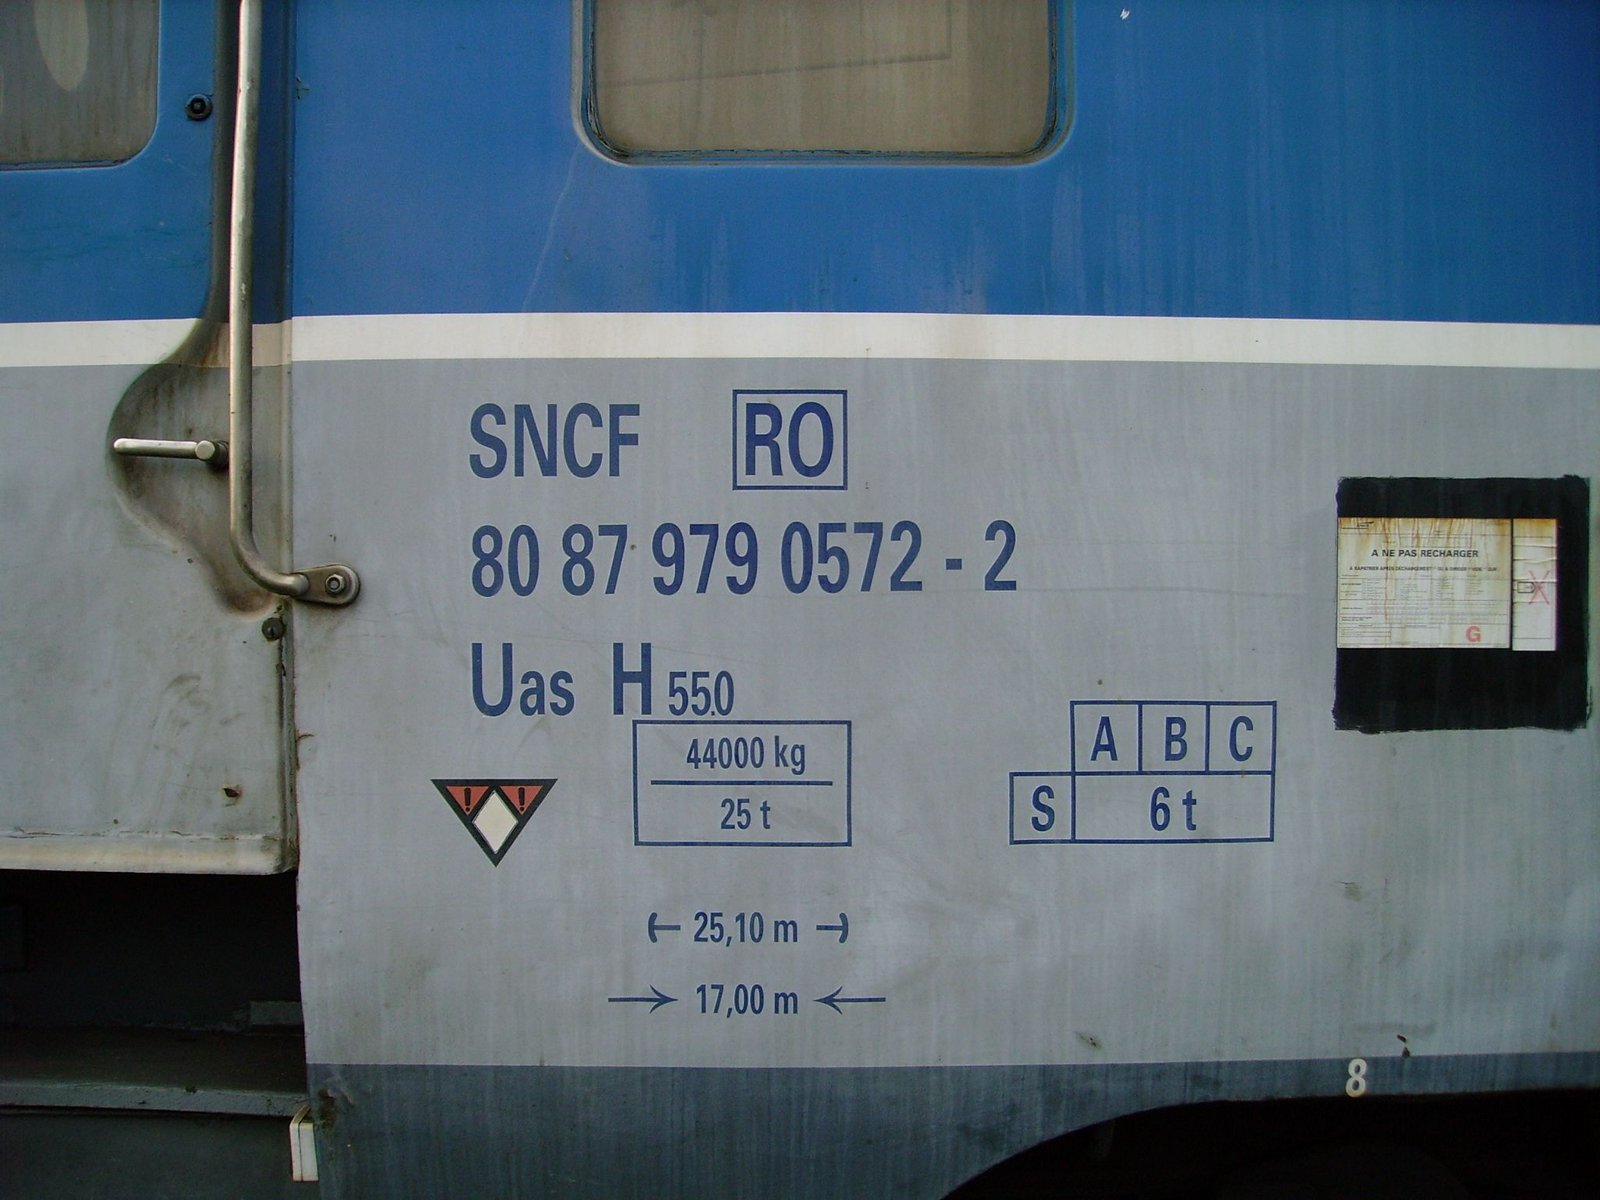 SNCF RO
80 87 979 0572 - 2
Uas H 55.0
44000 kg
25 t
A B C
S 6 t
25,10 m
17,00 m
A NE PAS RECHARGER
G
8